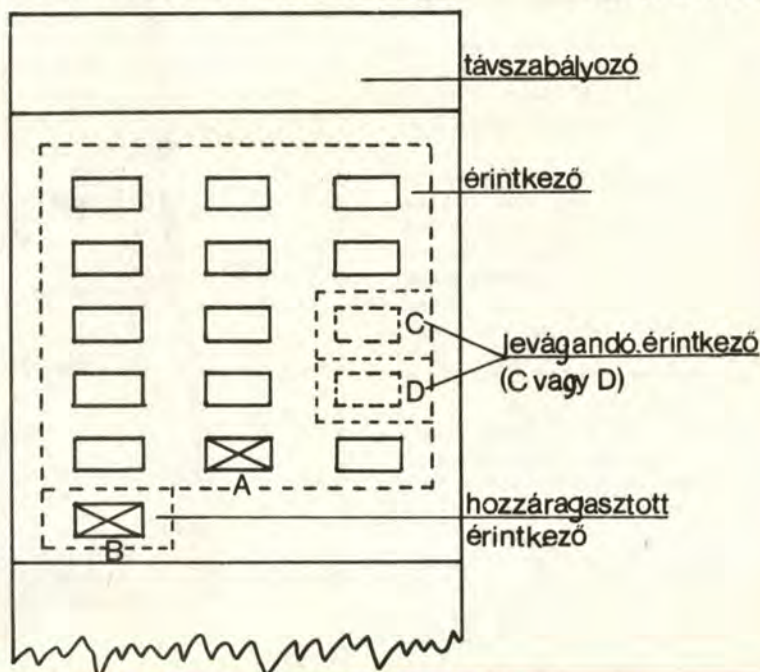 távszabályozó
érintkező
C
levágandó.érintkező
D
(C vagy D)
A
hozzáragasztott
érintkező
B